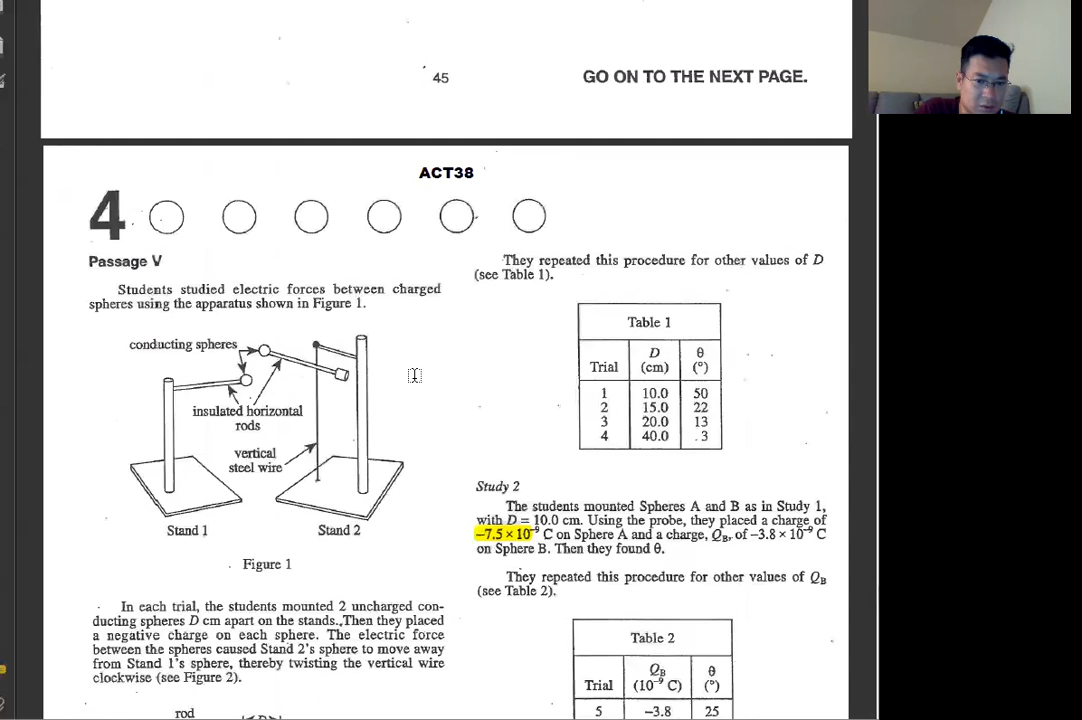 45
GO ON TO THE NEXT PAGE.
ACT38
4
Passage V
Students studied electric forces between charged
spheres using the apparatus shown in Figure 1.
conducting spheres
insulated horizontal
rods
vertical
steel wire
Stand 1
Stand 2
Figure 1
In each trial, the students mounted 2 uncharged con-
ducting spheres D cm apart on the stands. Then they placed
a negative charge on each sphere. The electric force
between the spheres caused Stand 2's sphere to move away
from Stand 1's sphere, thereby twisting the vertical wire
clockwise (see Figure 2).
rod
They repeated this procedure for other values of D
(see Table 1).
Table 1
Trial D (cm) θ (°)
1 10.0 50
2 15.0 22
3 20.0 13
4 40.0 3
Study 2
The students mounted Spheres A and B as in Study 1,
with D = 10.0 cm. Using the probe, they placed a charge of
−7.5 × 10⁻⁹ C on Sphere A and a charge, Q_B, of −3.8 × 10⁻⁹ C
on Sphere B. Then they found θ.
They repeated this procedure for other values of Q_B
(see Table 2).
Table 2
Trial Q_B (10⁻⁹ C) θ (°)
5 −3.8 25